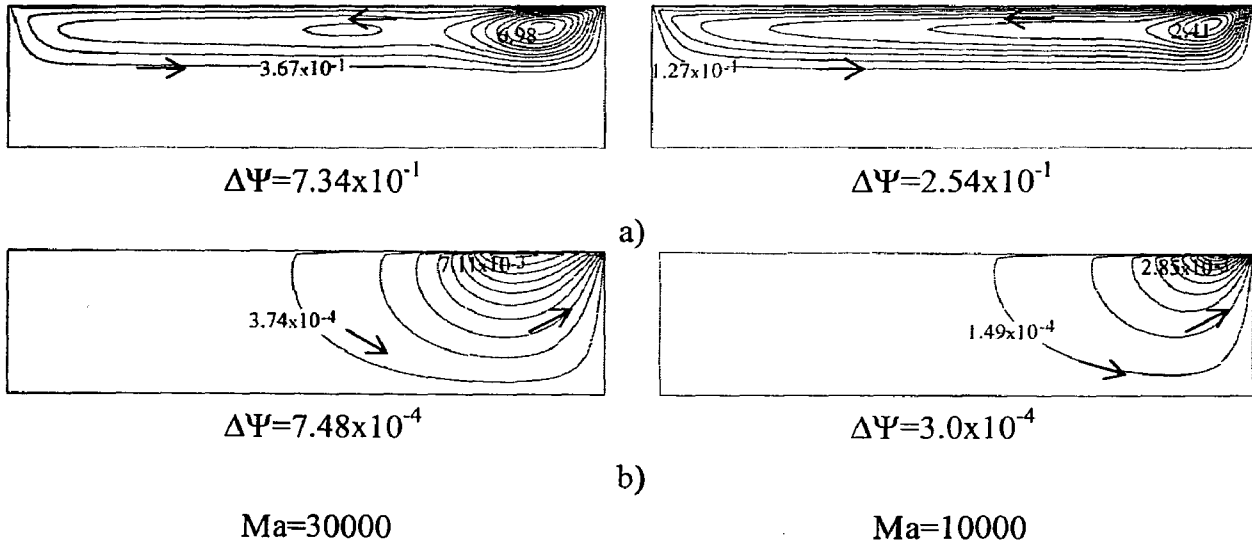 6.98
3.67x10⁻¹
2.41
1.27x10⁻¹
ΔΨ=7.34x10⁻¹
ΔΨ=2.54x10⁻¹
a)
7.11x10⁻³
3.74x10⁻⁴
2.85x10⁻³
1.49x10⁻⁴
ΔΨ=7.48x10⁻⁴
ΔΨ=3.0x10⁻⁴
b)
Ma=30000
Ma=10000